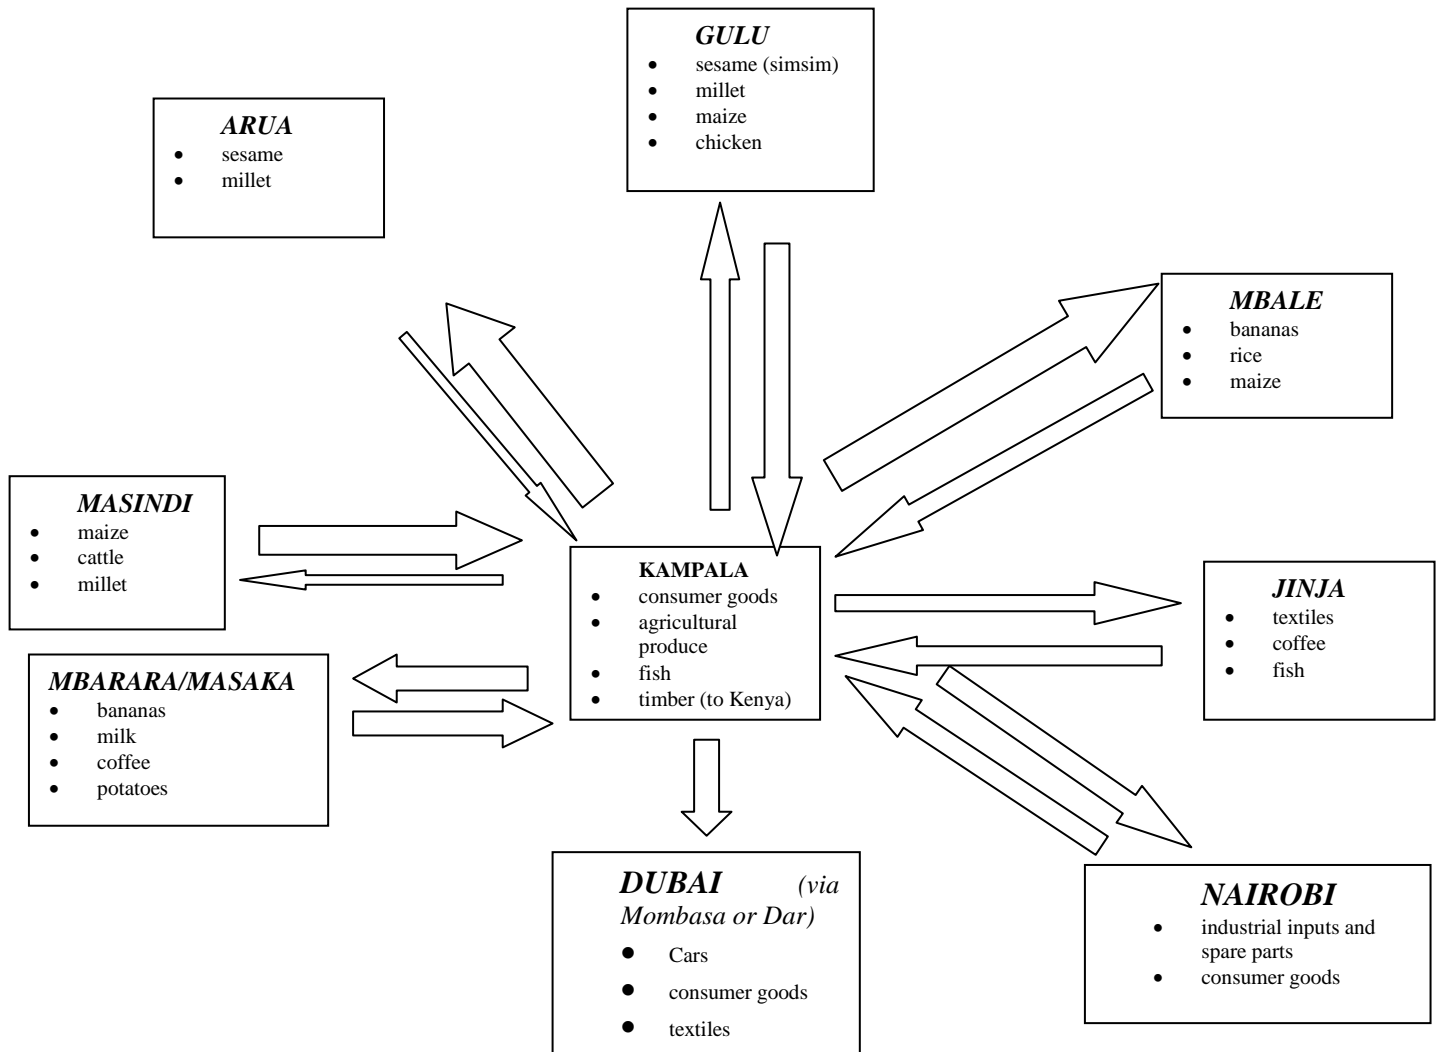 GULU
• sesame (simsim)
• millet
• maize
• chicken
ARUA
• sesame
• millet
MBALE
• bananas
• rice
• maize
MASINDI
• maize
• cattle
• millet
KAMPALA
• consumer goods
• agricultural
produce
• fish
• timber (to Kenya)
JINJA
• textiles
• coffee
• fish
MBARARA/MASAKA
• bananas
• milk
• coffee
• potatoes
DUBAI (via
Mombasa or Dar)
• Cars
• consumer goods
• textiles
NAIROBI
• industrial inputs and
spare parts
• consumer goods